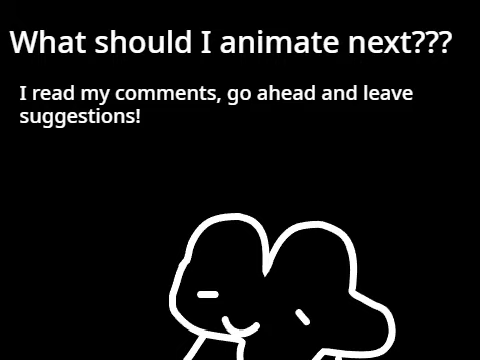 What should I animate next???
I read my comments, go ahead and leave
suggestions!